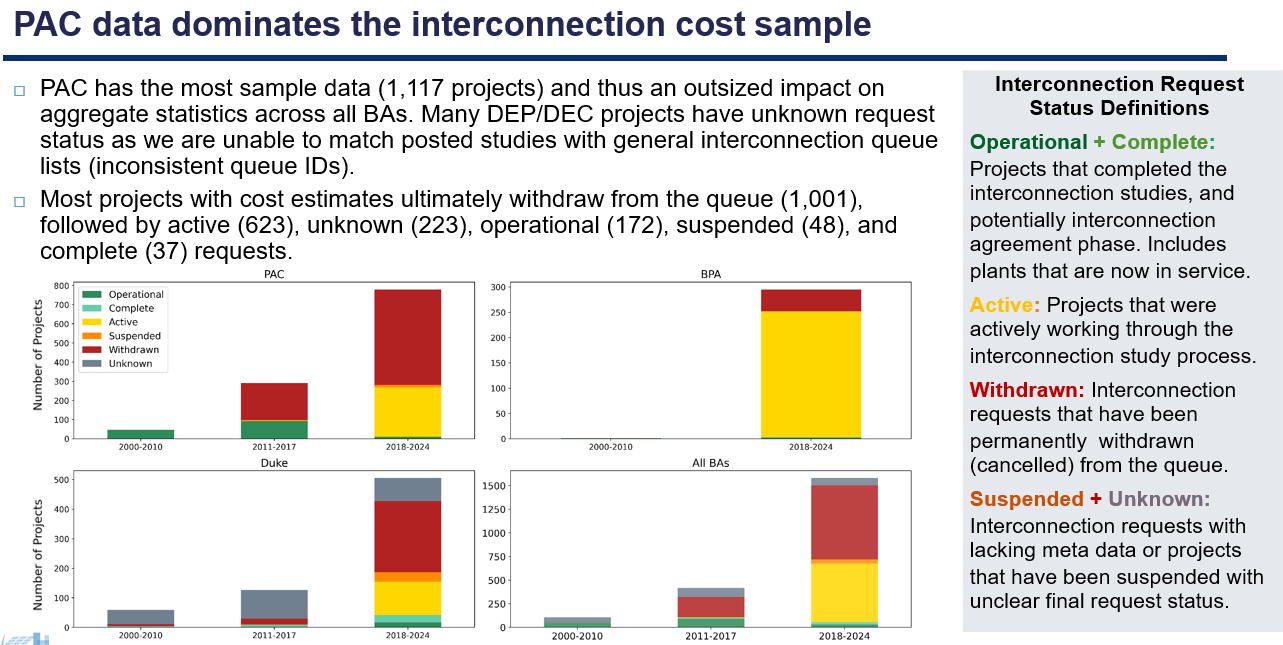 PAC data dominates the interconnection cost sample
PAC has the most sample data (1,117 projects) and thus an outsized impact on
aggregate statistics across all BAs. Many DEP/DEC projects have unknown request
status as we are unable to match posted studies with general interconnection queue
lists (inconsistent queue IDs).
Most projects with cost estimates ultimately withdraw from the queue (1,001),
followed by active (623), unknown (223), operational (172), suspended (48), and
complete (37) requests.
PAC
Number of Projects
800
700
600
500
400
300
200
100
0
Operational
Complete
Active
Suspended
Withdrawn
Unknown
2000-2010
2011-2017
2018-2024
BPA
300
250
200
150
100
50
0
2000-2010
2018-2024
Duke
Number of Projects
500
400
300
200
100
0
2000-2010
2011-2017
2018-2024
All BAs
1500
1250
1000
750
500
250
0
2000-2010
2011-2017
2018-2024
Interconnection Request
Status Definitions
Operational + Complete:
Projects that completed the
interconnection studies, and
potentially interconnection
agreement phase. Includes
plants that are now in service.
Active: Projects that were
actively working through the
interconnection study process.
Withdrawn: Interconnection
requests that have been
permanently  withdrawn
(cancelled) from the queue.
Suspended + Unknown:
Interconnection requests with
lacking meta data or projects
that have been suspended with
unclear final request status.